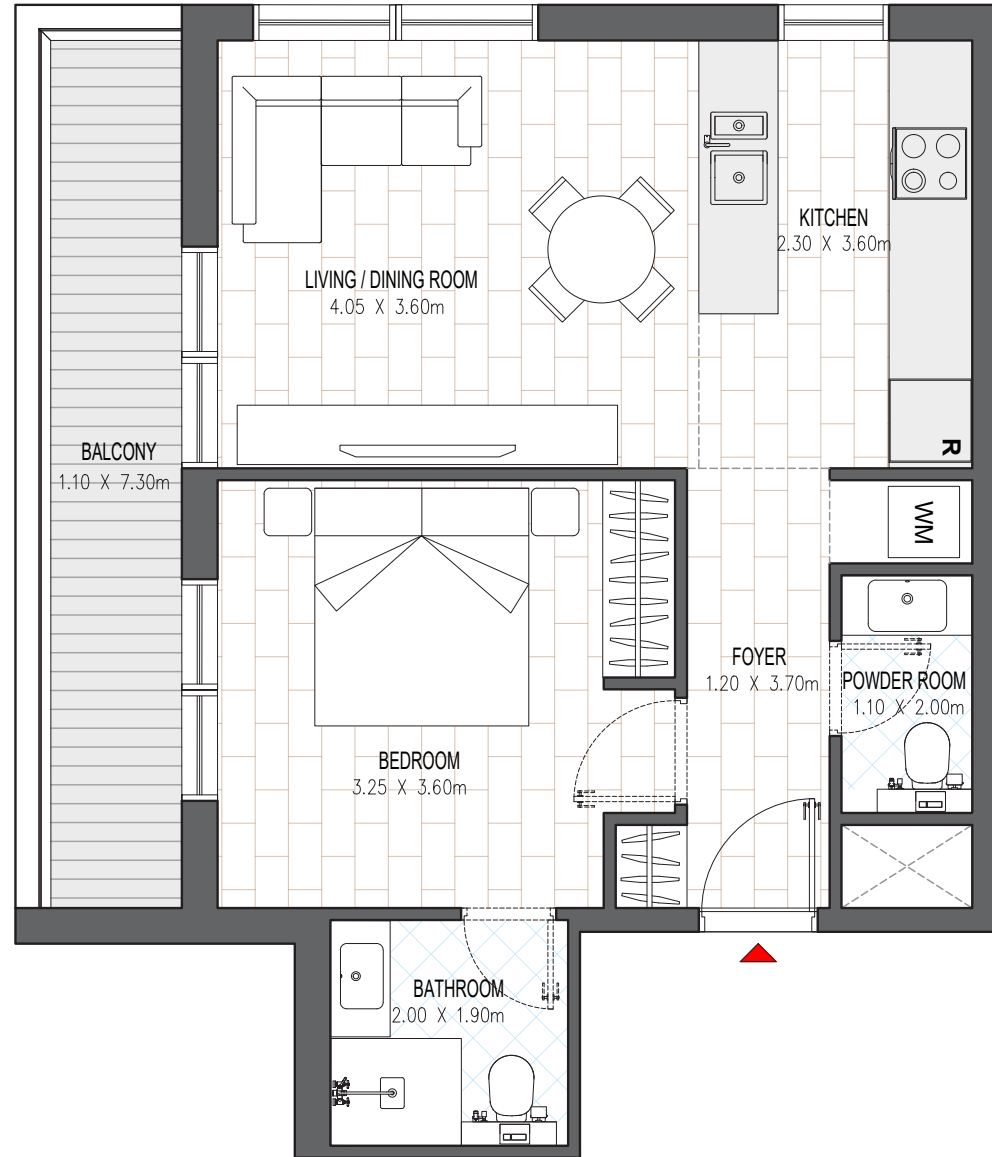 KITCHEN
2.30 X 3.60m
LIVING / DINING ROOM
4.05 X 3.60m
R
BALCONY
1.10 X 7.30m
WM
FOYER
1.20 X 3.70m
POWDER ROOM
1.10 X 2.00m
BEDROOM
3.25 X 3.60m
BATHROOM
2.00 X 1.90m